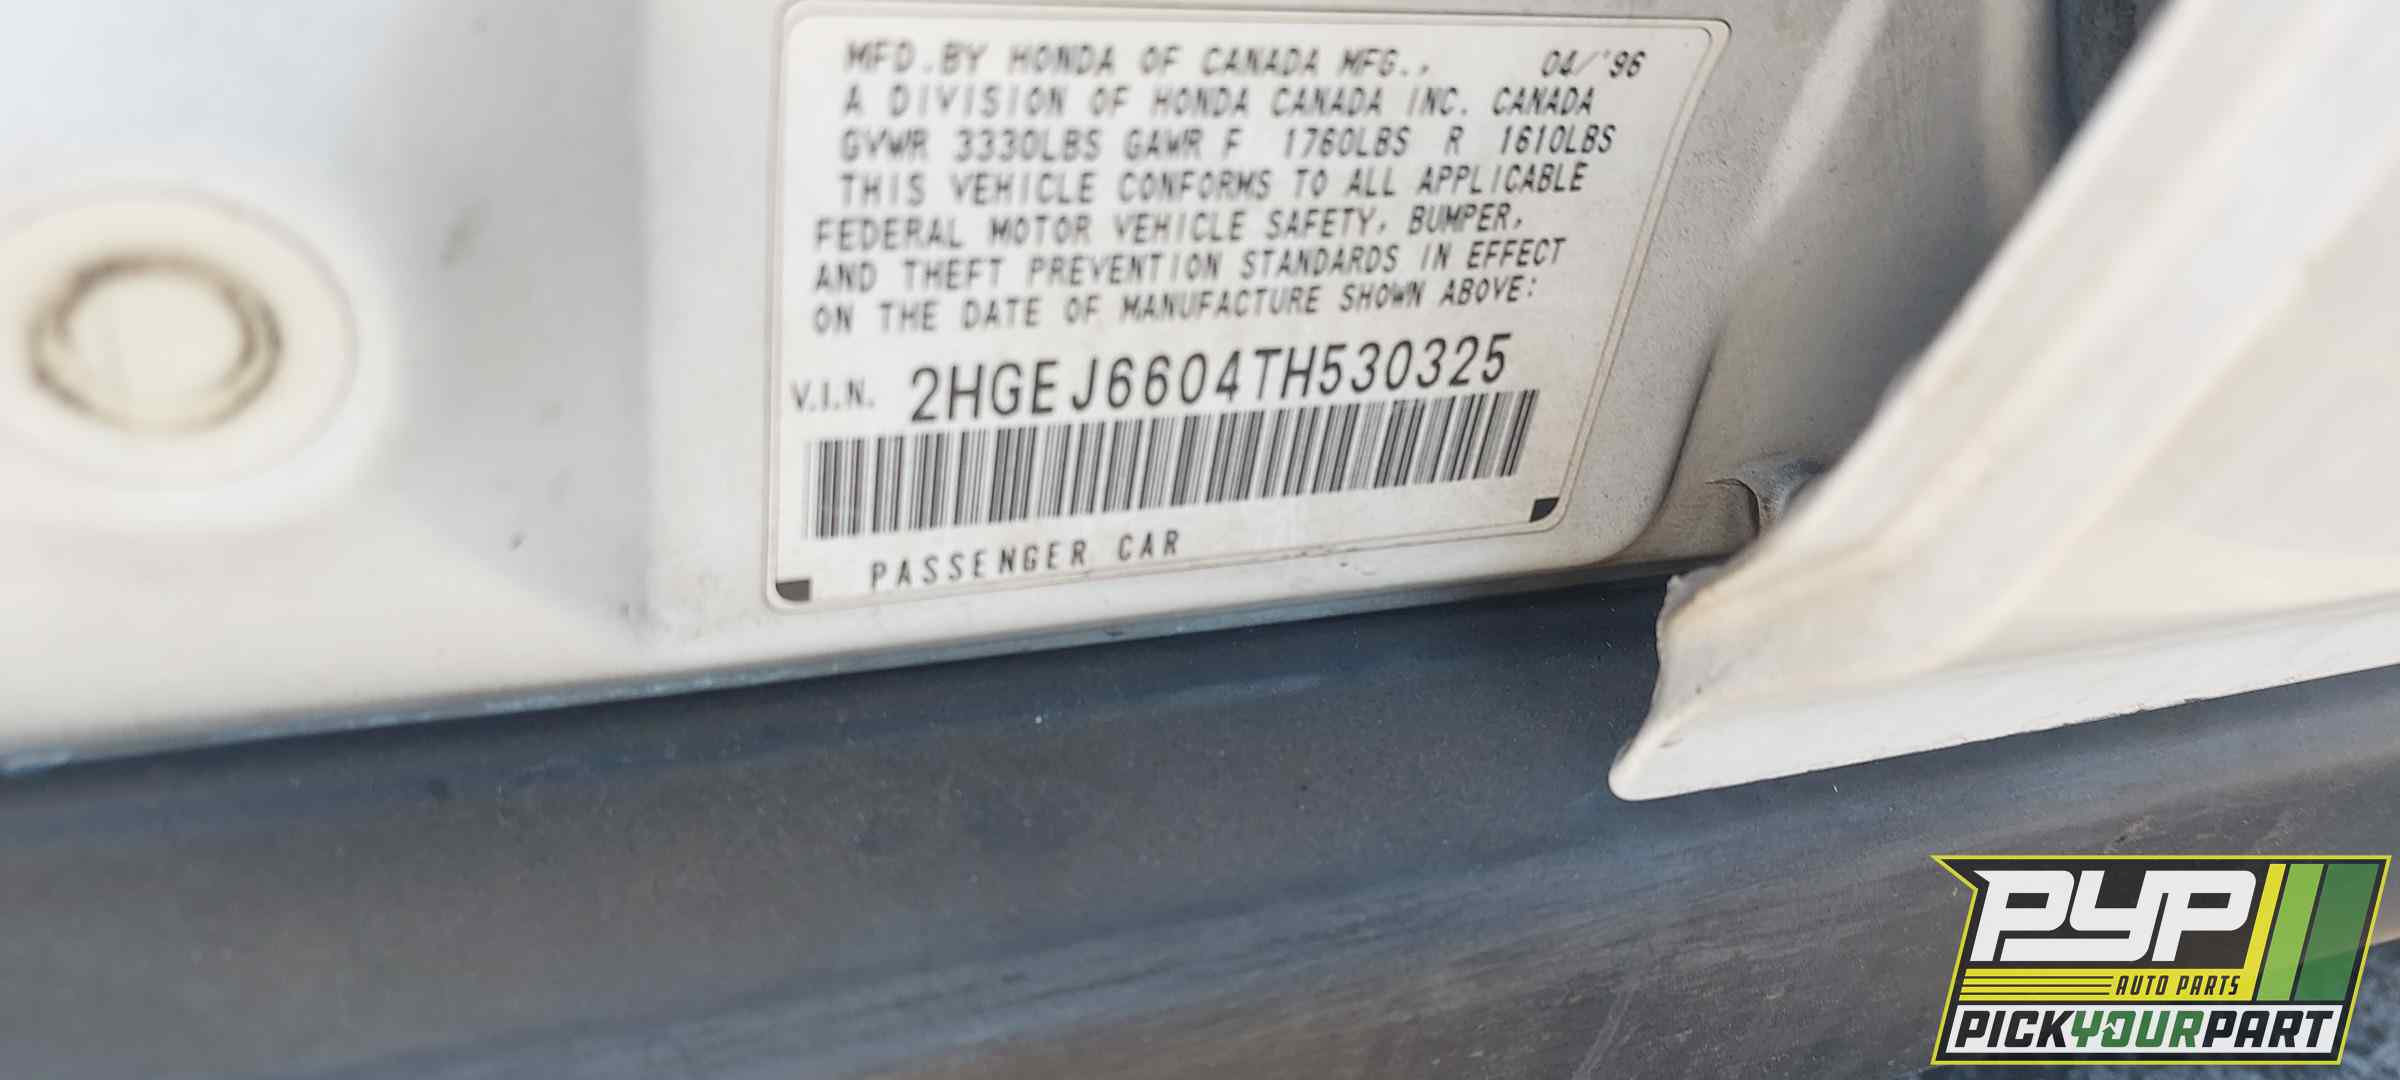 MFD.BY HONDA OF CANADA MFG., 04/'96
A DIVISION OF HONDA CANADA INC. CANADA
GVWR 3330LBS GAWR F 1760LBS R 1610LBS
THIS VEHICLE CONFORMS TO ALL APPLICABLE
FEDERAL MOTOR VEHICLE SAFETY, BUMPER,
AND THEFT PREVENTION STANDARDS IN EFFECT
ON THE DATE OF MANUFACTURE SHOWN ABOVE:
V.I.N. 2HGEJ6604TH530325
PASSENGER CAR
PYP
AUTO PARTS
PICKYOURPART